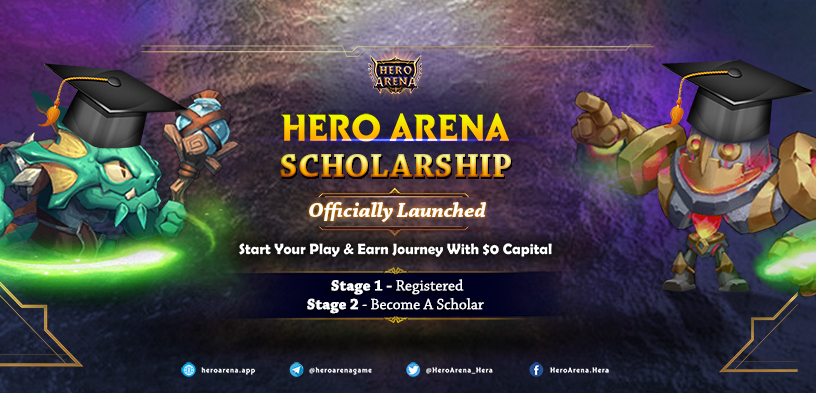 HERO
ARENA
HERO ARENA
SCHOLARSHIP
Officially Launched
Start Your Play & Earn Journey With $0 Capital
Stage 1 - Registered
Stage 2 - Become A Scholar
heroarena.app @heroarenagame @HeroArena_Hera HeroArena.Hera